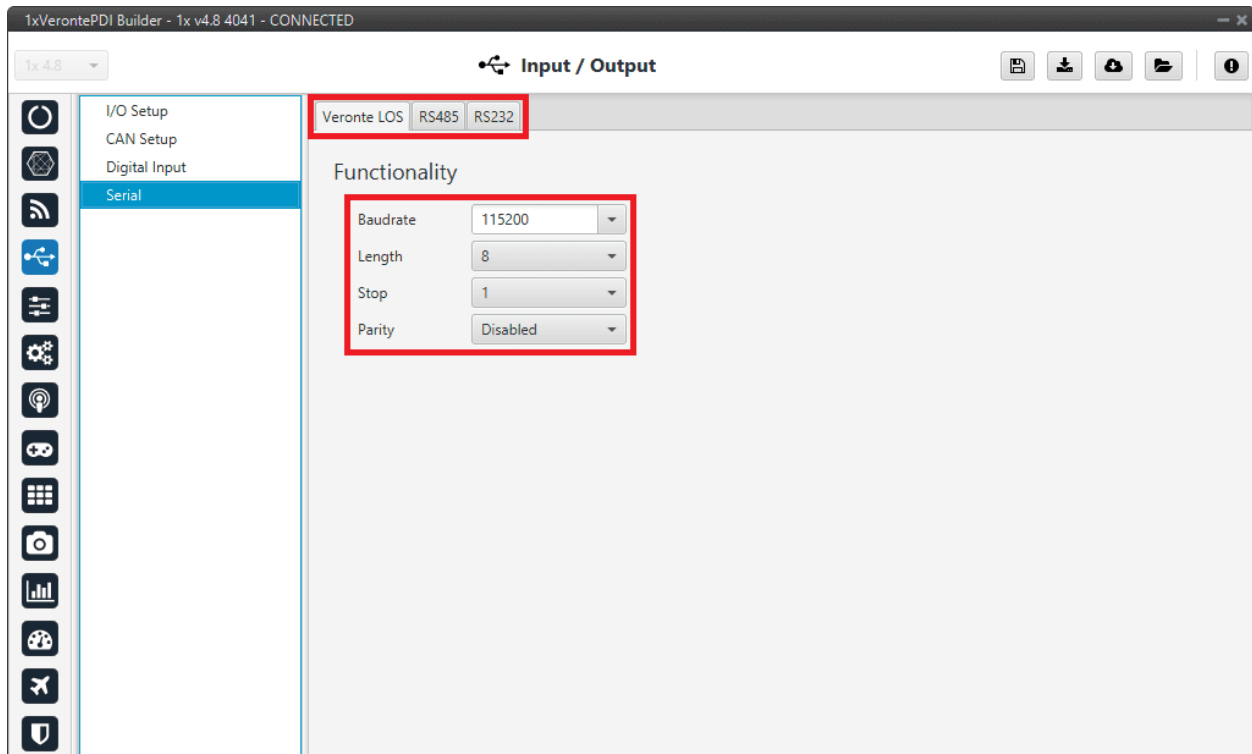 1xVerontePDI Builder - 1x v4.8 4041 - CONNECTED
1x 4.8
Input / Output
I/O Setup
CAN Setup
Digital Input
Serial
Veronte LOS RS485 RS232
Functionality
Baudrate 115200
Length 8
Stop 1
Parity Disabled